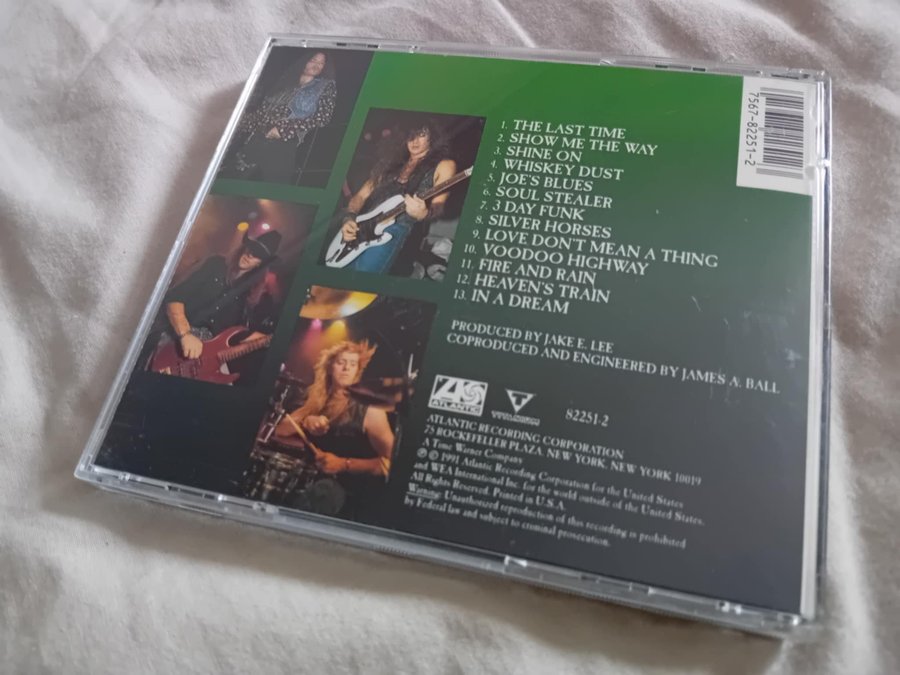 1. THE LAST TIME
2. SHOW ME THE WAY
3. SHINE ON
4. WHISKEY DUST
5. JOE'S BLUES
6. SOUL STEALER
7. 3 DAY FUNK
8. SILVER HORSES
9. LOVE DON'T MEAN A THING
10. VOODOO HIGHWAY
11. FIRE AND RAIN
12. HEAVEN'S TRAIN
13. IN A DREAM
7567-82251-2
PRODUCED BY JAKE E. LEE
COPRODUCED AND ENGINEERED BY JAMES A. BALL
ATLANTIC
82251-2
ATLANTIC RECORDING CORPORATION
75 ROCKEFELLER PLAZA, NEW YORK, NEW YORK 10019
A Time Warner Company
℗ © 1991 Atlantic Recording Corporation for the United States
and WEA International Inc. for the world outside of the United States.
All Rights Reserved. Printed in U.S.A.
Warning: Unauthorized reproduction of this recording is prohibited
by Federal law and subject to criminal prosecution.